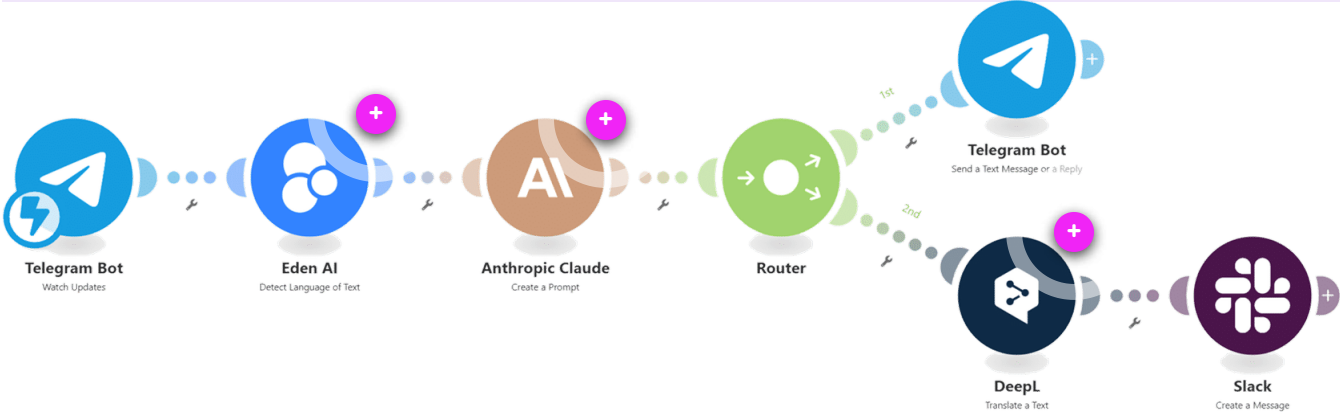 1st
Telegram Bot
Send a Text Message or a Reply
Telegram Bot
Watch Updates
Eden AI
Detect Language of Text
AI
Anthropic Claude
Create a Prompt
Router
2nd
DeepL
Translate a Text
Slack
Create a Message